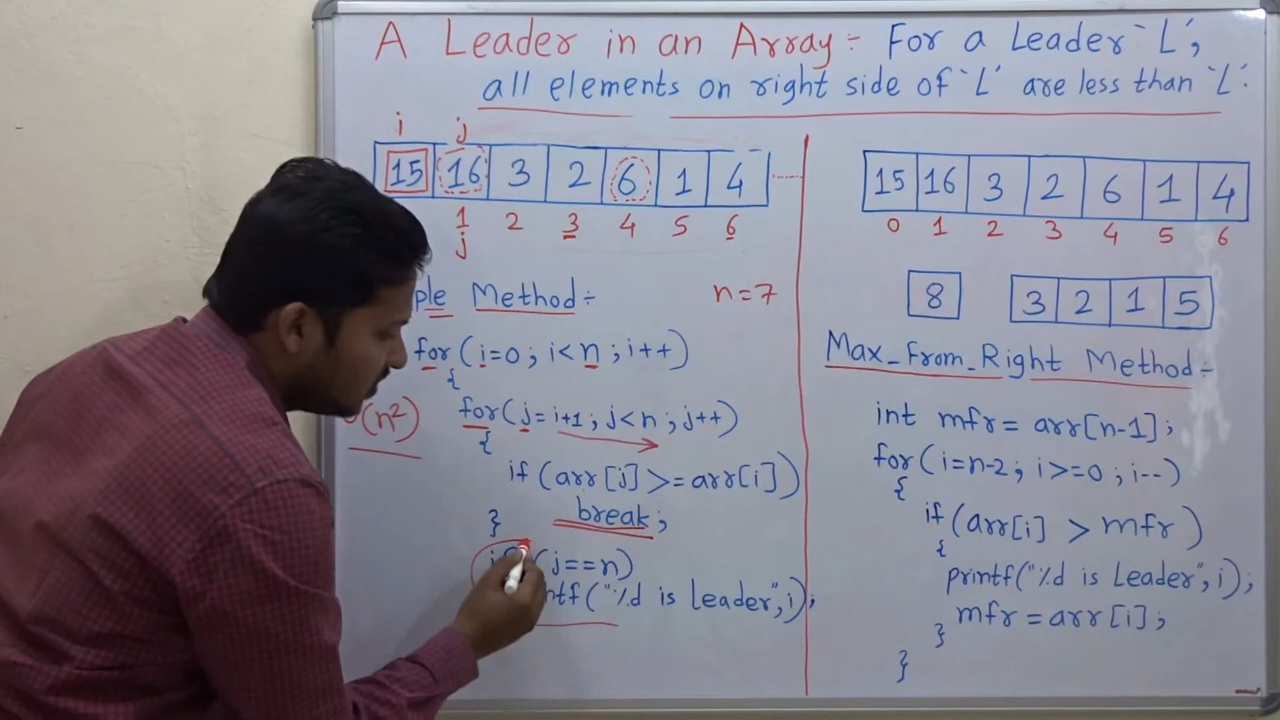 A Leader in an Array:- For a Leader `L',
all elements on right side of `L' are less than `L'.
i j
15 16 3 2 6 1 4
1 2 3 4 5 6
j
ple Method:- n=7
for(i=0; i<n; i++)
{
O(n²)
for(j=i+1; j<n; j++)
{
if(arr[j]>=arr[i])
break;
}
if (j==n)
ntf("%d is leader",i);
15 16 3 2 6 1 4
0 1 2 3 4 5 6
8 3 2 1 5
Max_From_Right Method:-
int mfr= arr[n-1];
for(i=n-2; i>=0; i--)
{
if(arr[i] > mfr)
{
printf("%d is Leader",i);
mfr=arr[i];
}
}